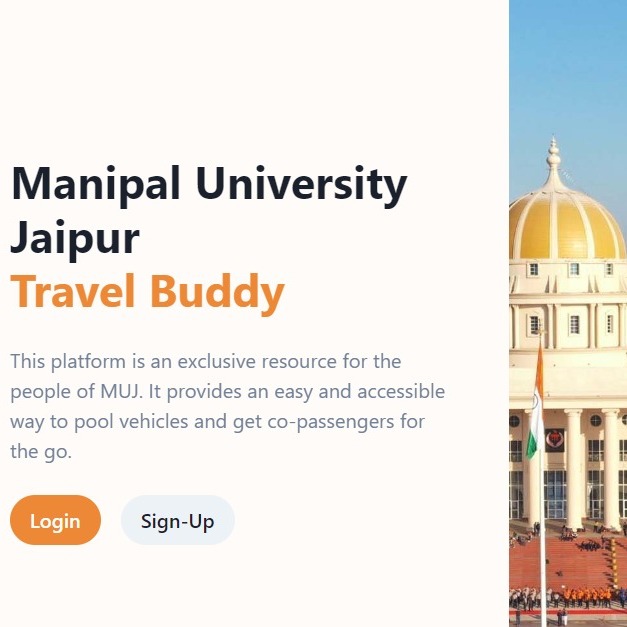 Manipal University
Jaipur
Travel Buddy
This platform is an exclusive resource for the
people of MUJ. It provides an easy and accessible
way to pool vehicles and get co-passengers for
the go.
Login
Sign-Up